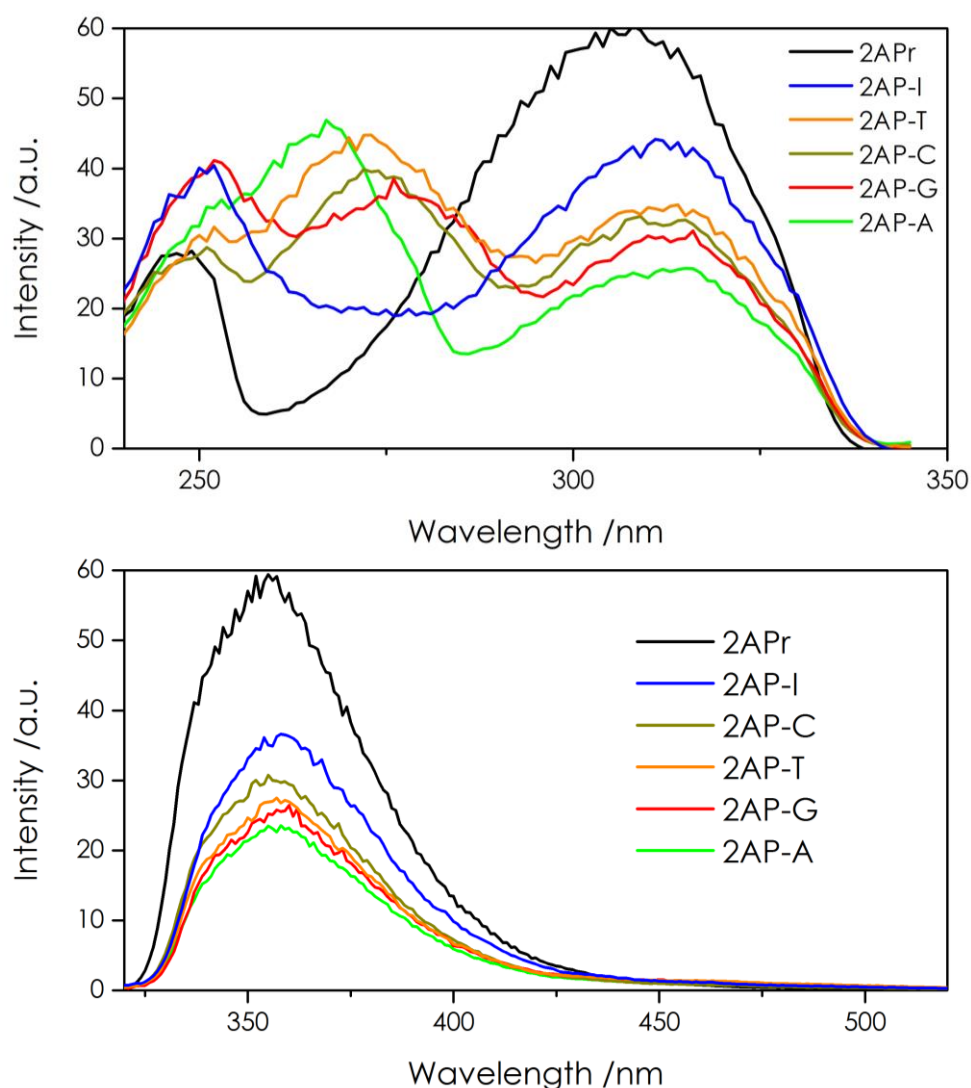 60
50
40
30
20
10
0
Intensity /a.u.
2APr
2AP-I
2AP-T
2AP-C
2AP-G
2AP-A
250
300
350
Wavelength /nm
60
50
40
30
20
10
0
Intensity /a.u.
2APr
2AP-I
2AP-C
2AP-T
2AP-G
2AP-A
350
400
450
500
Wavelength /nm